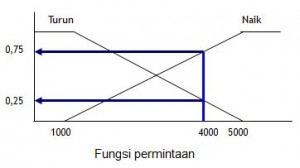 Turun Naik
0,75
0,25
1000 4000 5000
Fungsi permintaan